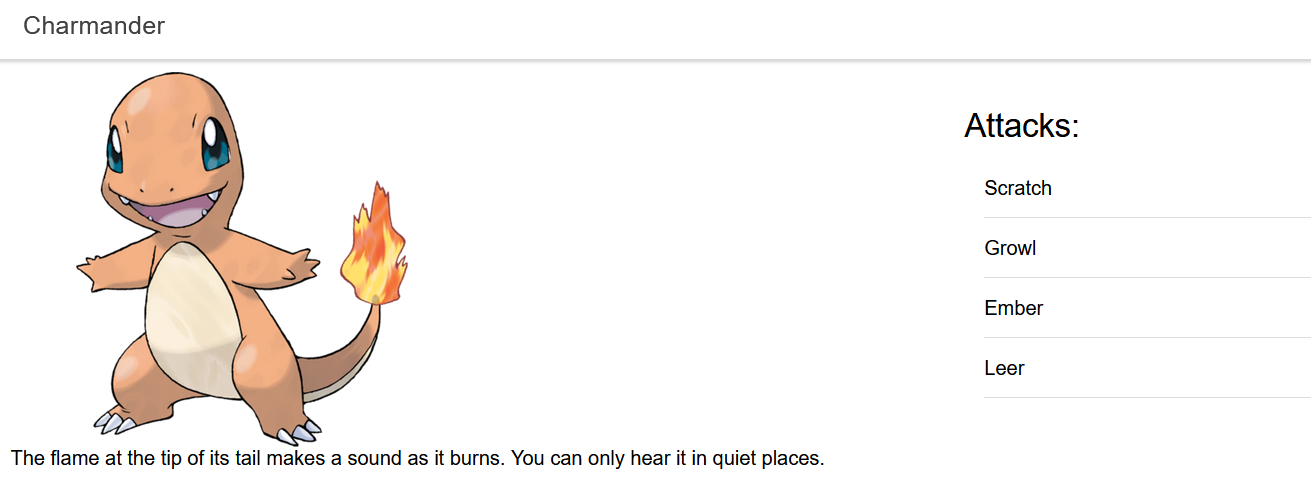 Charmander
Attacks:
Scratch
Growl
Ember
Leer
The flame at the tip of its tail makes a sound as it burns. You can only hear it in quiet places.